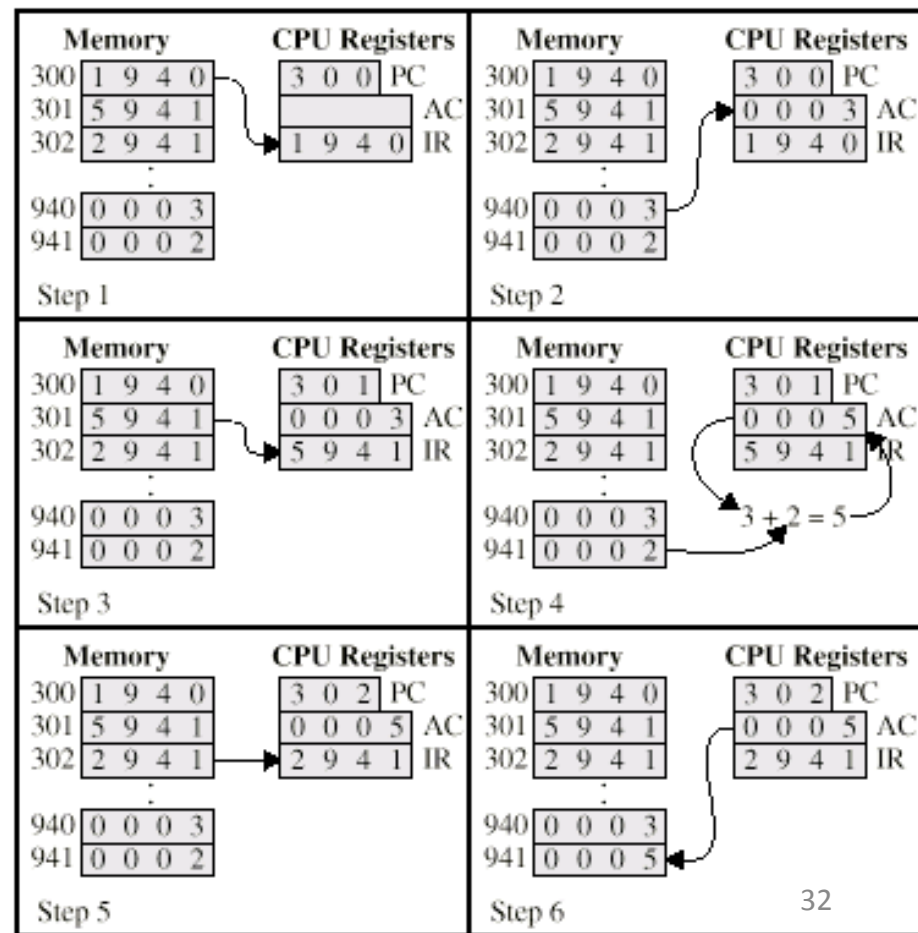 Memory CPU Registers
300 1 9 4 0 3 0 0 PC
301 5 9 4 1 AC
302 2 9 4 1 1 9 4 0 IR
:
940 0 0 0 3
941 0 0 0 2
Step 1
Memory CPU Registers
300 1 9 4 0 3 0 0 PC
301 5 9 4 1 0 0 0 3 AC
302 2 9 4 1 1 9 4 0 IR
:
940 0 0 0 3
941 0 0 0 2
Step 2
Memory CPU Registers
300 1 9 4 0 3 0 1 PC
301 5 9 4 1 0 0 0 3 AC
302 2 9 4 1 5 9 4 1 IR
:
940 0 0 0 3
941 0 0 0 2
Step 3
Memory CPU Registers
300 1 9 4 0 3 0 1 PC
301 5 9 4 1 0 0 0 5 AC
302 2 9 4 1 5 9 4 1 IR
:
940 0 0 0 3 3 + 2 = 5
941 0 0 0 2
Step 4
Memory CPU Registers
300 1 9 4 0 3 0 2 PC
301 5 9 4 1 0 0 0 5 AC
302 2 9 4 1 2 9 4 1 IR
:
940 0 0 0 3
941 0 0 0 2
Step 5
Memory CPU Registers
300 1 9 4 0 3 0 2 PC
301 5 9 4 1 0 0 0 5 AC
302 2 9 4 1 2 9 4 1 IR
:
940 0 0 0 3
941 0 0 0 5
Step 6
32